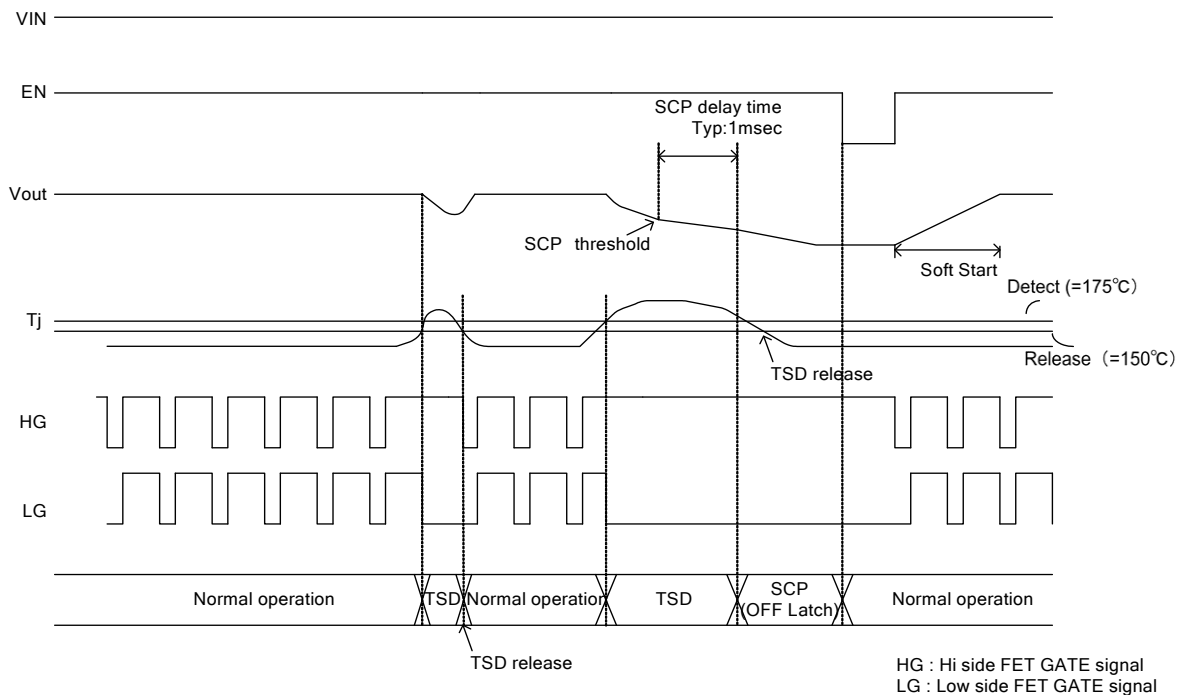 VIN
EN
SCP delay time
Typ:1msec
Vout
SCP threshold
Soft Start
Detect (=175℃)
Tj
TSD release
Release (=150℃)
HG
LG
Normal operation
TSD
Normal operation
TSD
SCP
(OFF Latch)
Normal operation
TSD release
HG : Hi side FET GATE signal
LG : Low side FET GATE signal